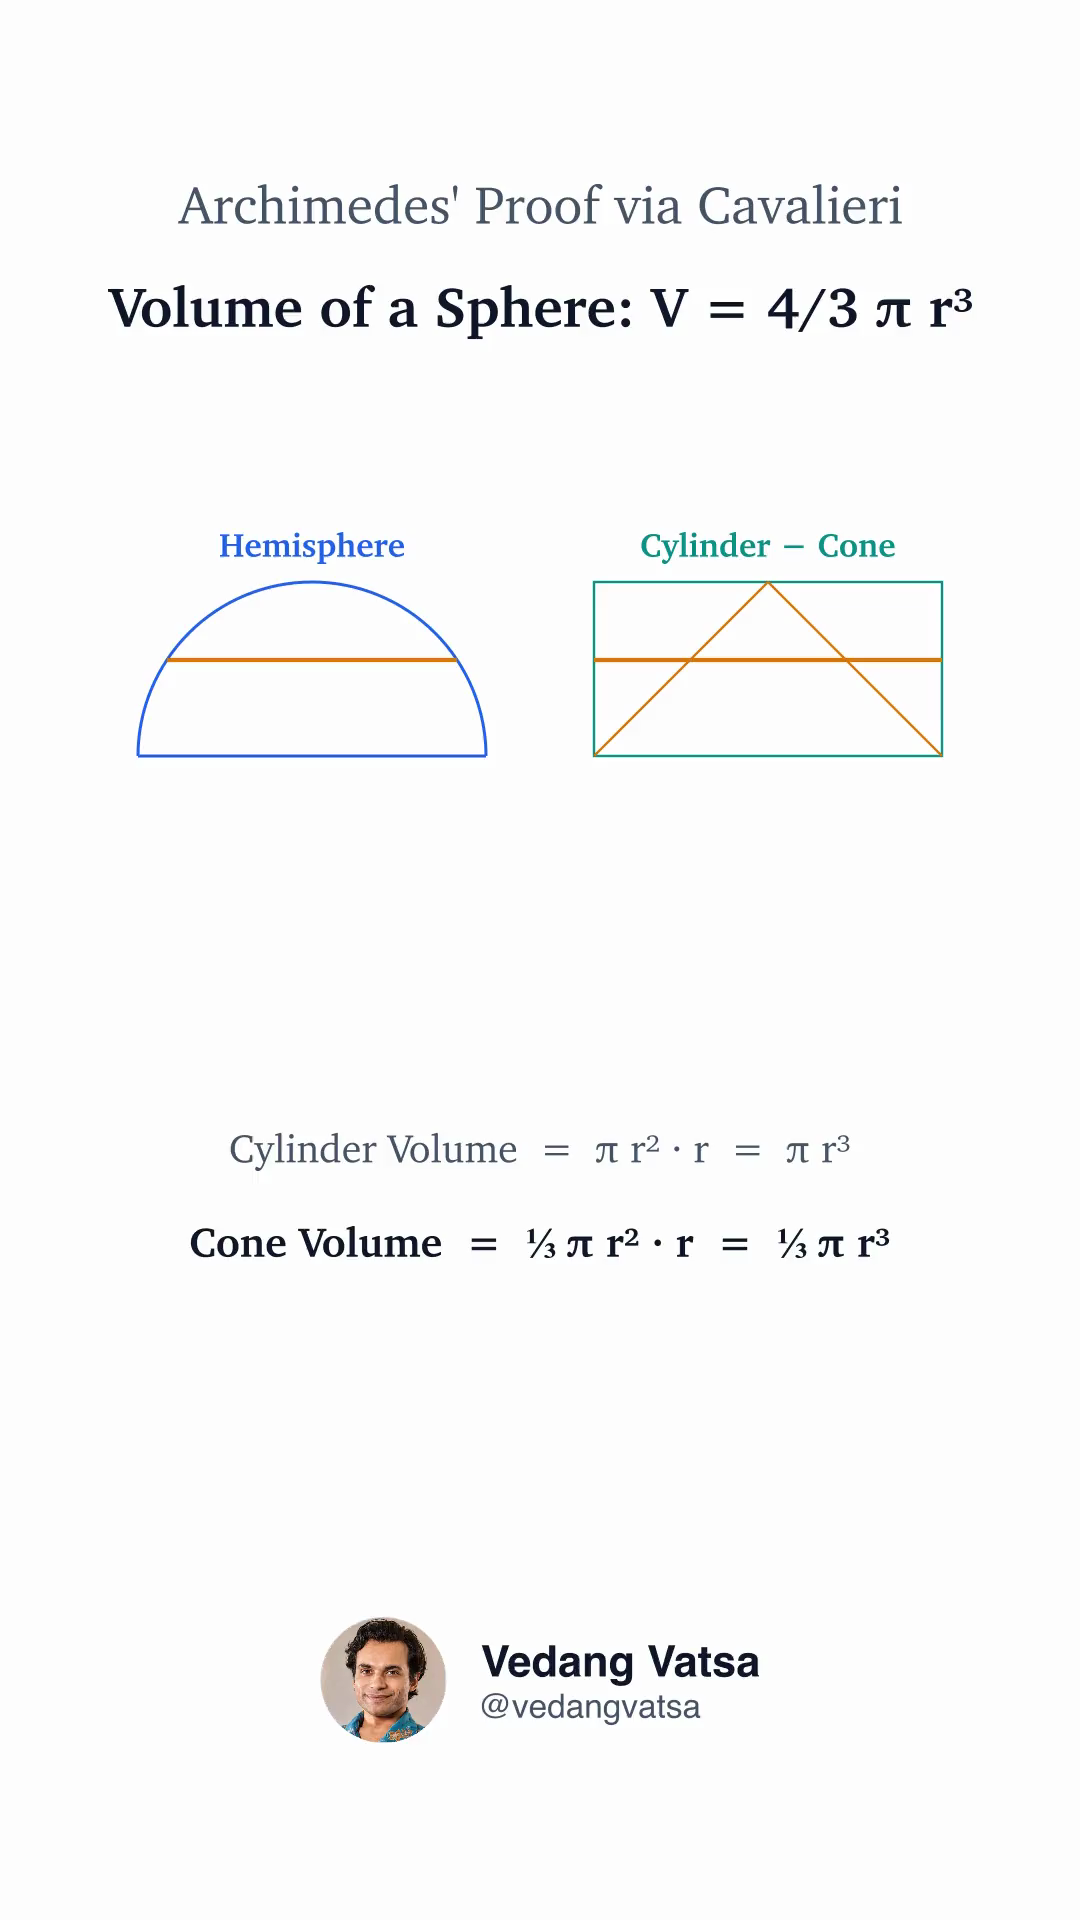 Archimedes' Proof via Cavalieri
Volume of a Sphere: V = 4/3 π r³
Hemisphere
Cylinder − Cone
Cylinder Volume = π r² · r = π r³
Cone Volume = ⅓ π r² · r = ⅓ π r³
Vedang Vatsa
@vedangvatsa